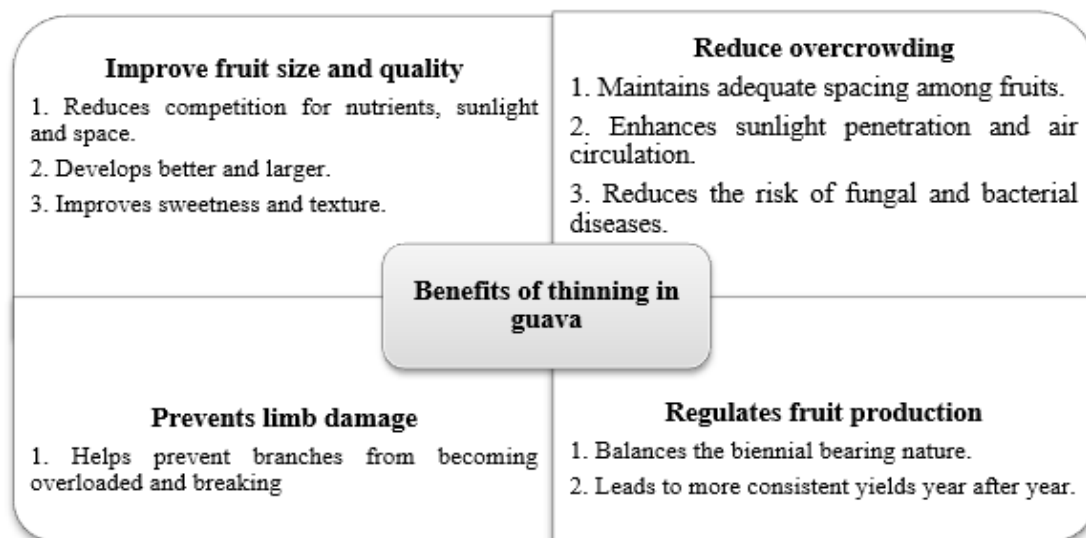 Improve fruit size and quality
1. Reduces competition for nutrients, sunlight
and space.
2. Develops better and larger.
3. Improves sweetness and texture.
Reduce overcrowding
1. Maintains adequate spacing among fruits.
2. Enhances sunlight penetration and air
circulation.
3. Reduces the risk of fungal and bacterial
diseases.
Benefits of thinning in
guava
Prevents limb damage
1. Helps prevent branches from becoming
overloaded and breaking
Regulates fruit production
1. Balances the biennial bearing nature.
2. Leads to more consistent yields year after year.